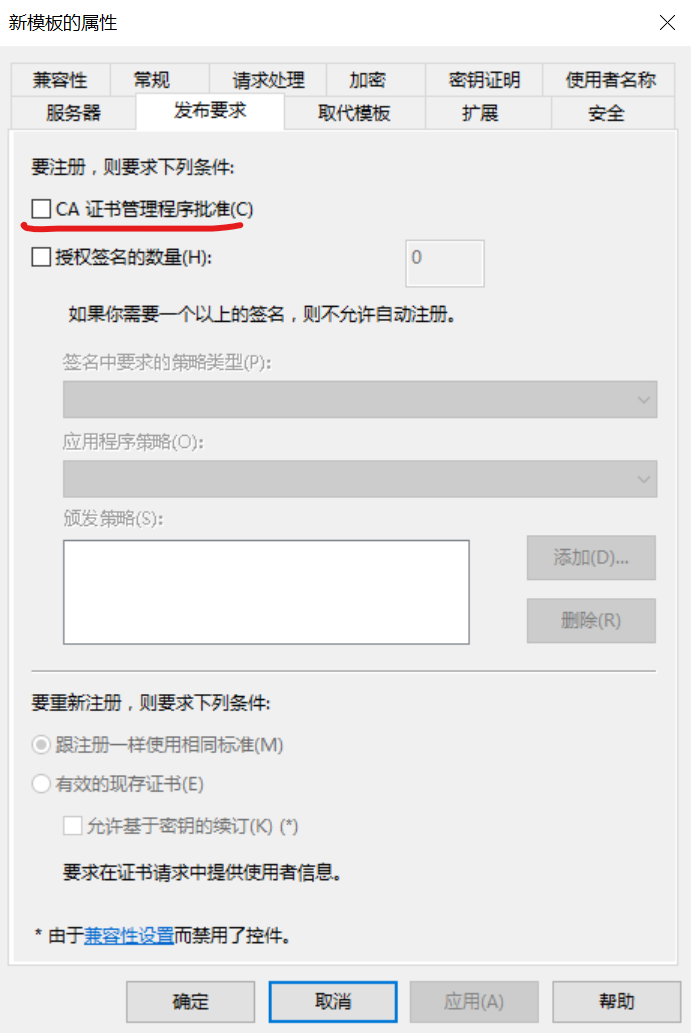 新模板的属性
兼容性 常规 请求处理 加密 密钥证明 使用者名称
服务器 发布要求 取代模板 扩展 安全
要注册，则要求下列条件:
CA 证书管理程序批准(C)
授权签名的数量(H): 0
如果你需要一个以上的签名，则不允许自动注册。
签名中要求的策略类型(P):
应用程序策略(O):
颁发策略(S):
添加(D)...
删除(R)
要重新注册，则要求下列条件:
跟注册一样使用相同标准(M)
有效的现存证书(E)
允许基于密钥的续订(K) (*)
要求在证书请求中提供使用者信息。
* 由于兼容性设置而禁用了控件。
确定 取消 应用(A) 帮助